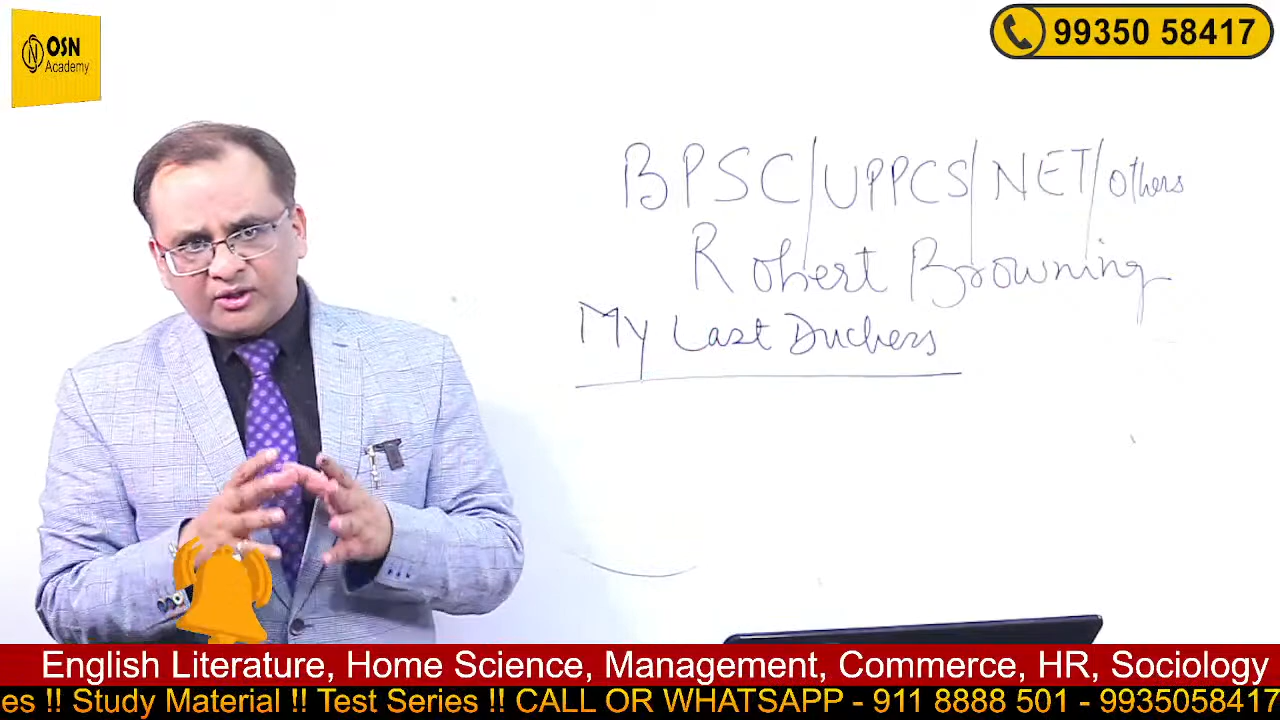 OSN
Academy
99350 58417
BPSC/UPPCS/NET/others
Robert Browning
My Last Duchess
English Literature, Home Science, Management, Commerce, HR, Sociology
es !! Study Material !! Test Series !! CALL OR WHATSAPP - 911 8888 501 - 9935058417